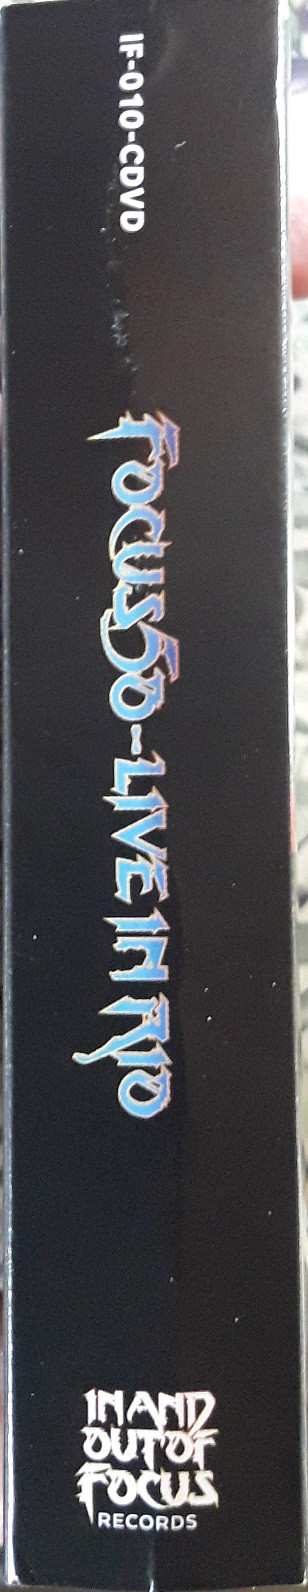 IF-010-CDVD
FOCUS 50 - LIVE IN RIO
IN AND
OUT OF
FOCUS
RECORDS